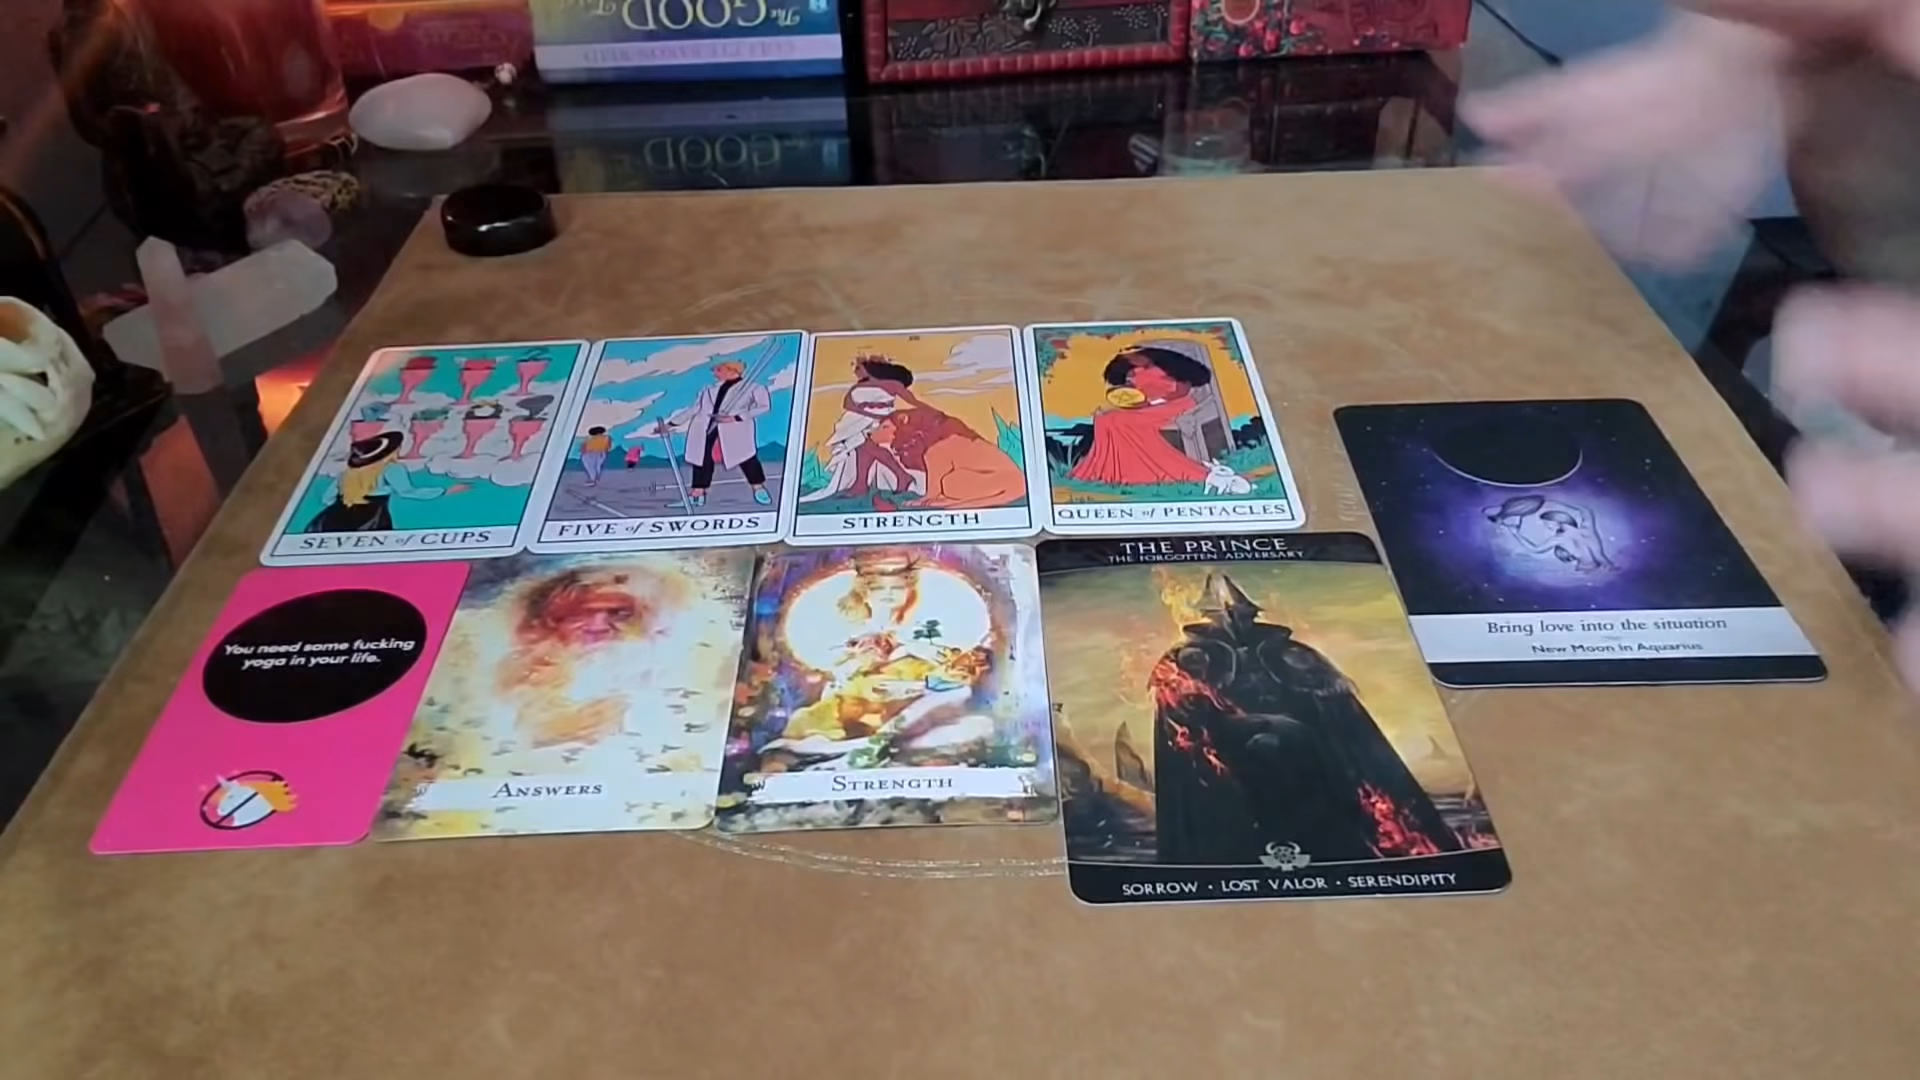 The
GOOD
SEVEN of CUPS
FIVE of SWORDS
STRENGTH
QUEEN of PENTACLES
You need some fucking
yoga in your life.
ANSWERS
STRENGTH
THE PRINCE
THE FORGOTTEN ADVERSARY
SORROW · LOST VALOR · SERENDIPITY
Bring love into the situation
New Moon in Aquarius